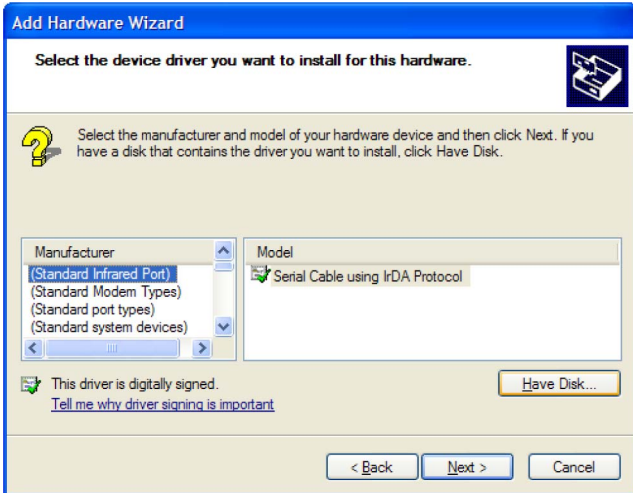 Add Hardware Wizard
Select the device driver you want to install for this hardware.
Select the manufacturer and model of your hardware device and then click Next. If you
have a disk that contains the driver you want to install, click Have Disk.
Manufacturer
(Standard Infrared Port)
(Standard Modem Types)
(Standard port types)
(Standard system devices)
Model
Serial Cable using IrDA Protocol
This driver is digitally signed.
Tell me why driver signing is important
Have Disk...
< Back
Next >
Cancel